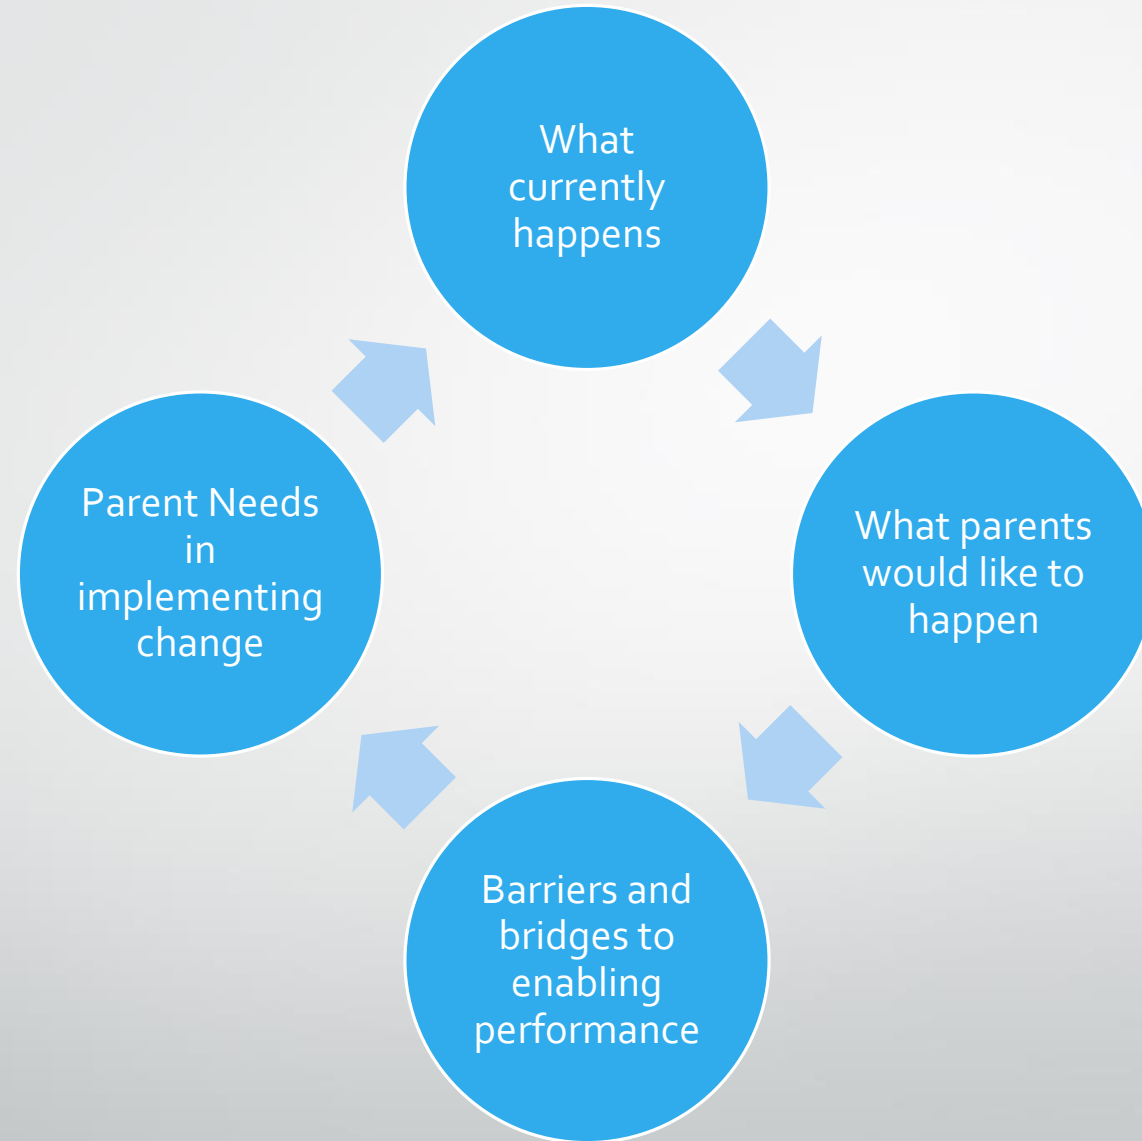 What
currently
happens
What parents
would like to
happen
Barriers and
bridges to
enabling
performance
Parent Needs
in
implementing
change